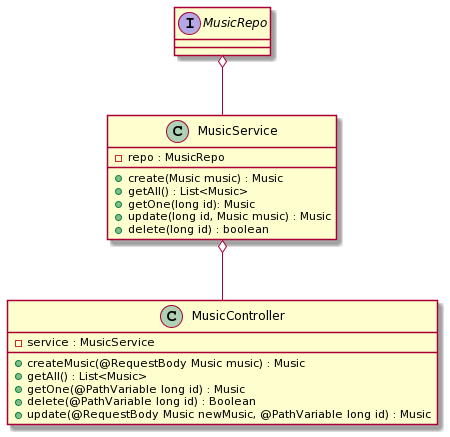 I MusicRepo
C MusicService
repo : MusicRepo
create(Music music) : Music
getAll() : List<Music>
getOne(long id): Music
update(long id, Music music) : Music
delete(long id) : boolean
C MusicController
service : MusicService
createMusic(@RequestBody Music music) : Music
getAll() : List<Music>
getOne(@PathVariable long id) : Music
delete(@PathVariable long id) : Boolean
update(@RequestBody Music newMusic, @PathVariable long id) : Music